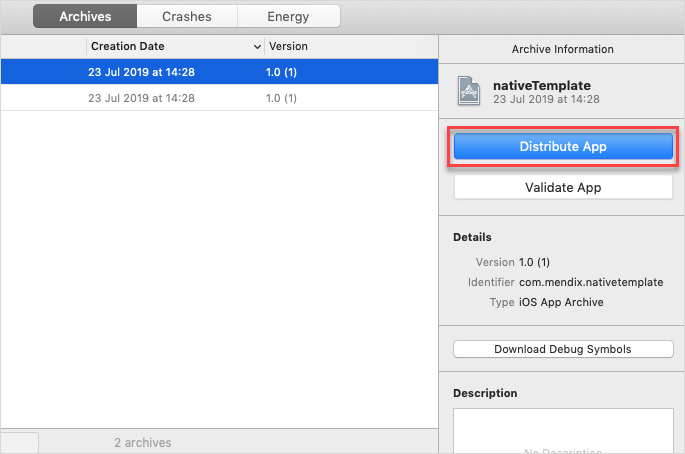 Archives Crashes Energy
Creation Date Version
23 Jul 2019 at 14:28 1.0 (1)
23 Jul 2019 at 14:28 1.0 (1)
2 archives
Archive Information
nativeTemplate
23 Jul 2019 at 14:28
Distribute App
Validate App
Details
Version 1.0 (1)
Identifier com.mendix.nativetemplate
Type iOS App Archive
Download Debug Symbols
Description
No Description